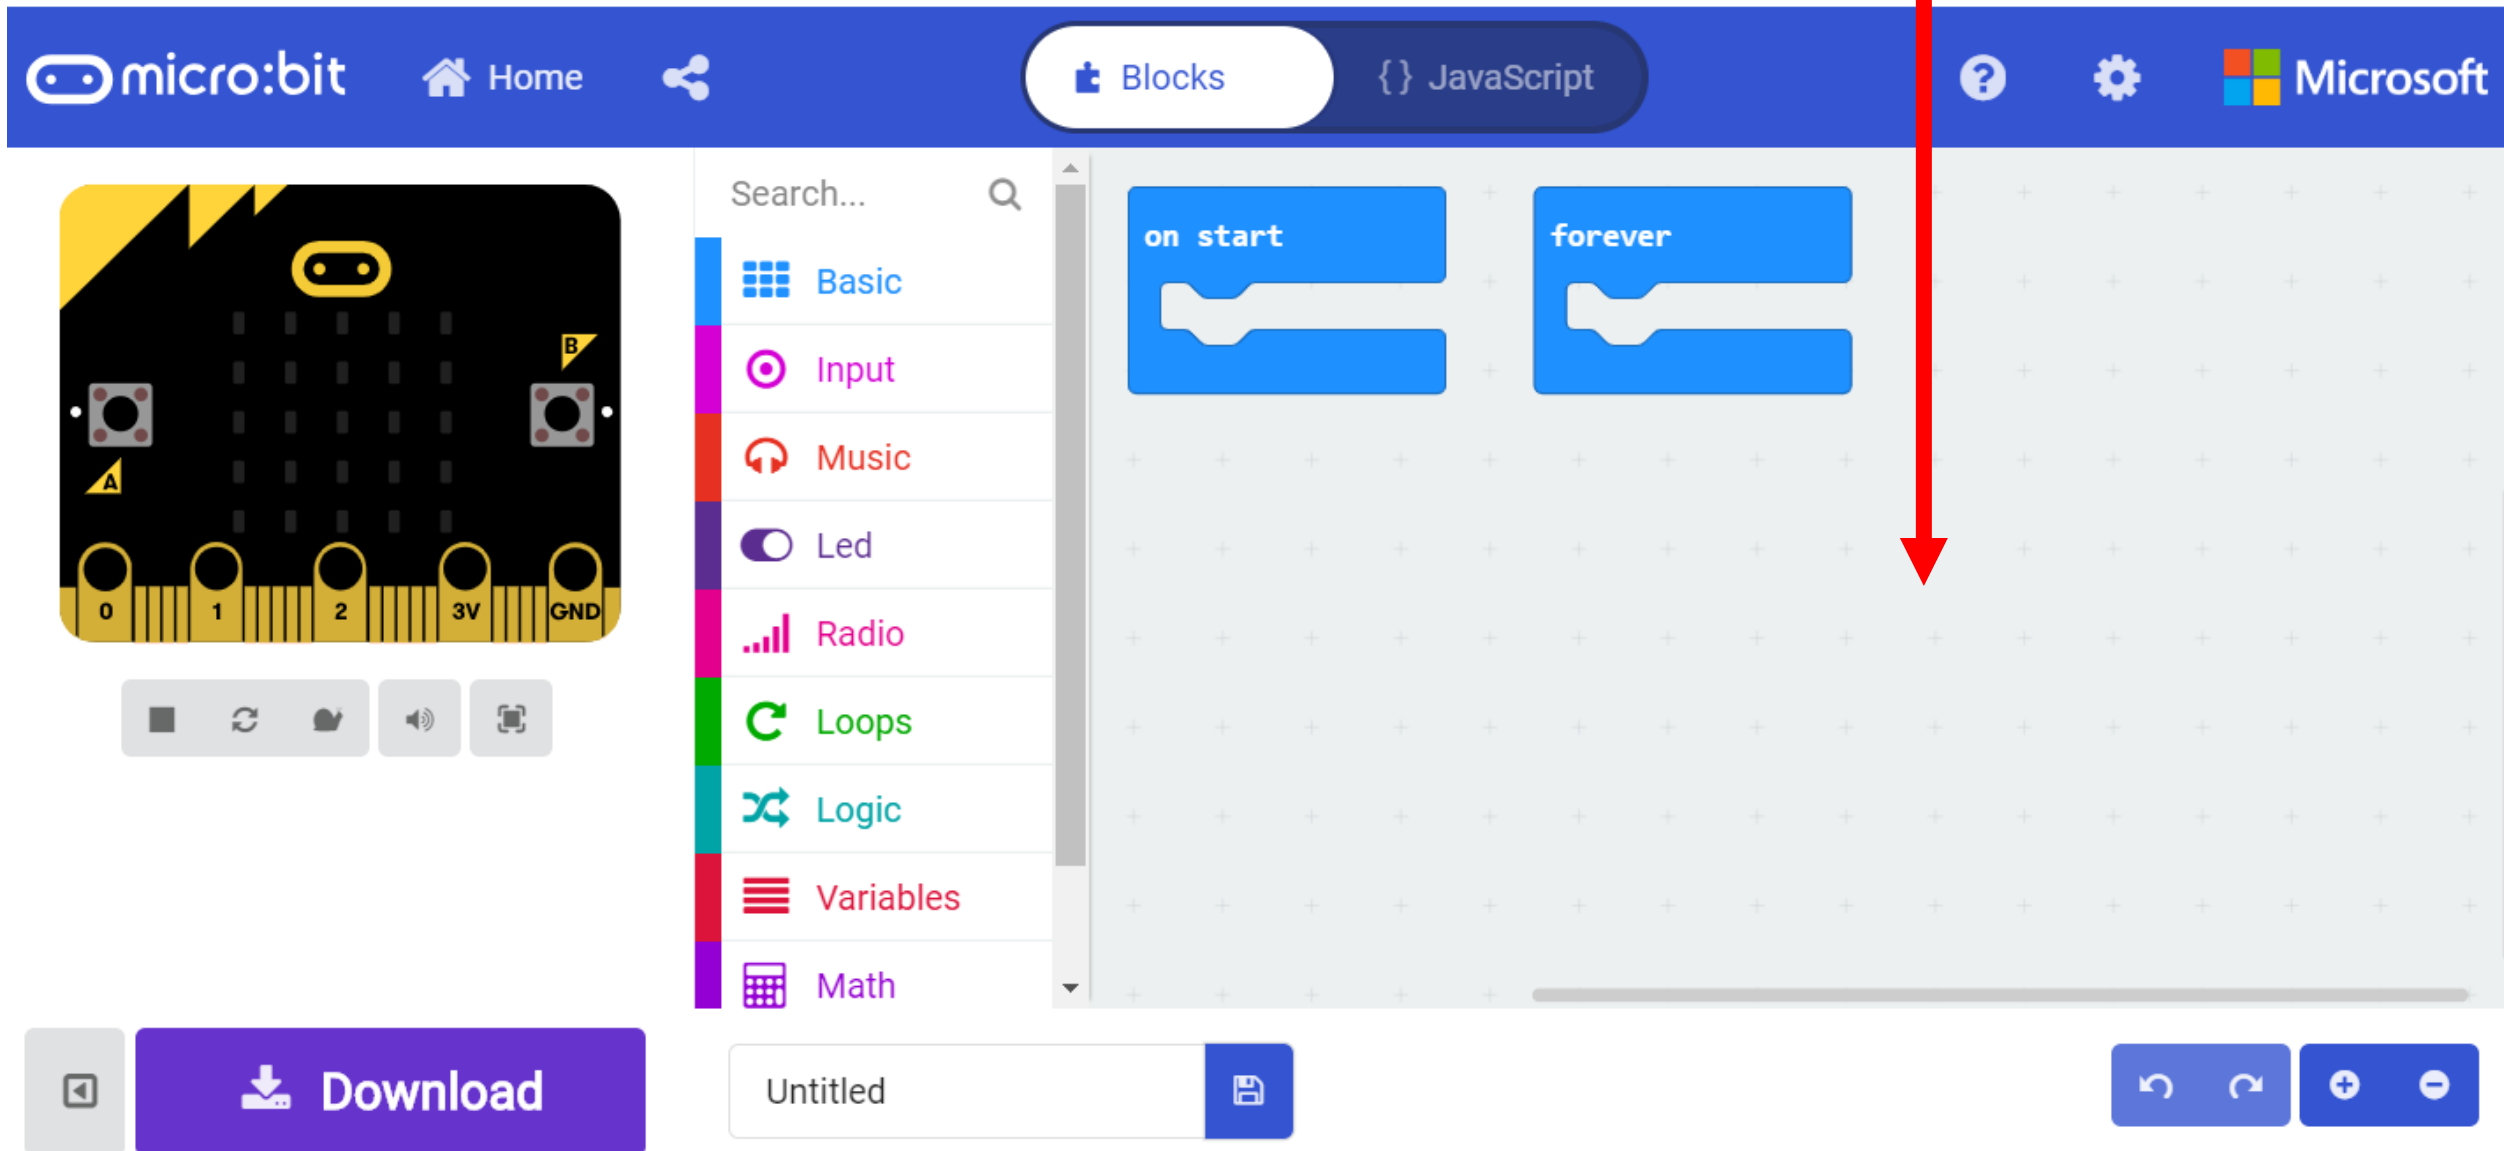 micro:bit
Home
Blocks
{ } JavaScript
Microsoft
B
A
0 1 2 3V GND
Search...
Basic
Input
Music
Led
Radio
Loops
Logic
Variables
Math
on start
forever
Download
Untitled